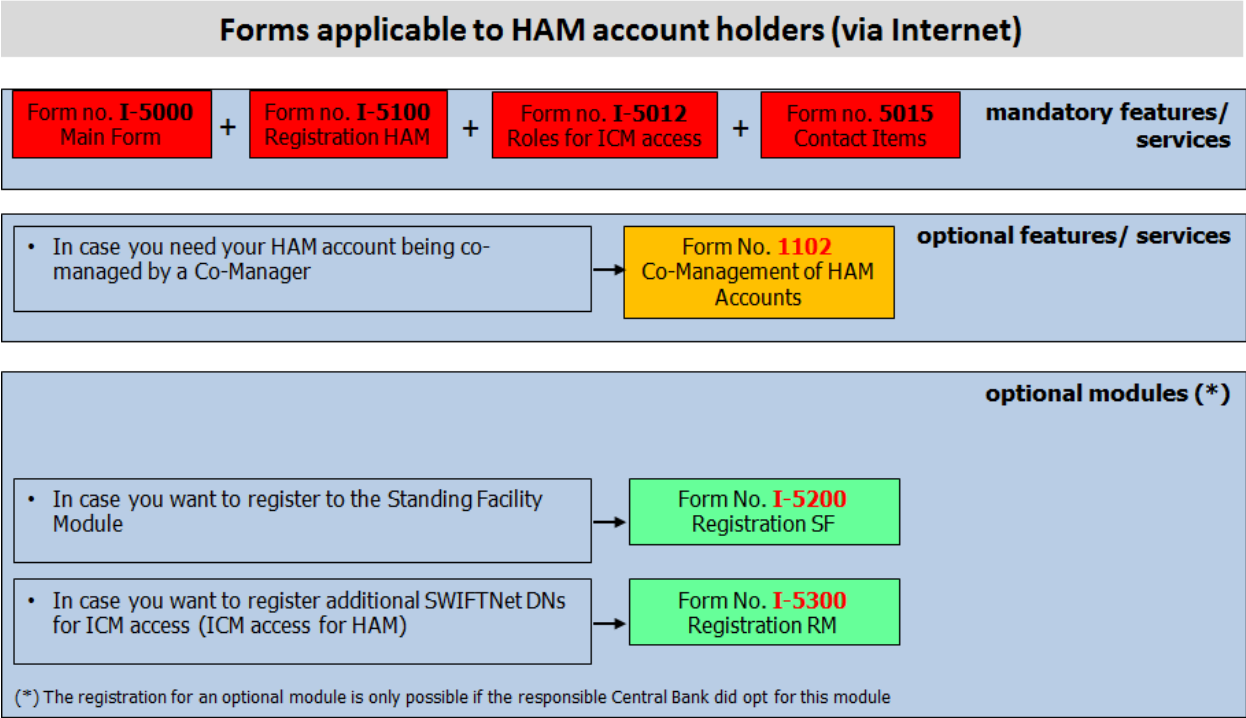 Forms applicable to HAM account holders (via Internet)
Form no. I-5000
Main Form
+
Form no. I-5100
Registration HAM
+
Form no. I-5012
Roles for ICM access
+
Form no. 5015
Contact Items
mandatory features/
services
• In case you need your HAM account being co-
managed by a Co-Manager
Form No. 1102
Co-Management of HAM
Accounts
optional features/ services
optional modules (*)
• In case you want to register to the Standing Facility
Module
Form No. I-5200
Registration SF
• In case you want to register additional SWIFTNet DNs
for ICM access (ICM access for HAM)
Form No. I-5300
Registration RM
(*) The registration for an optional module is only possible if the responsible Central Bank did opt for this module